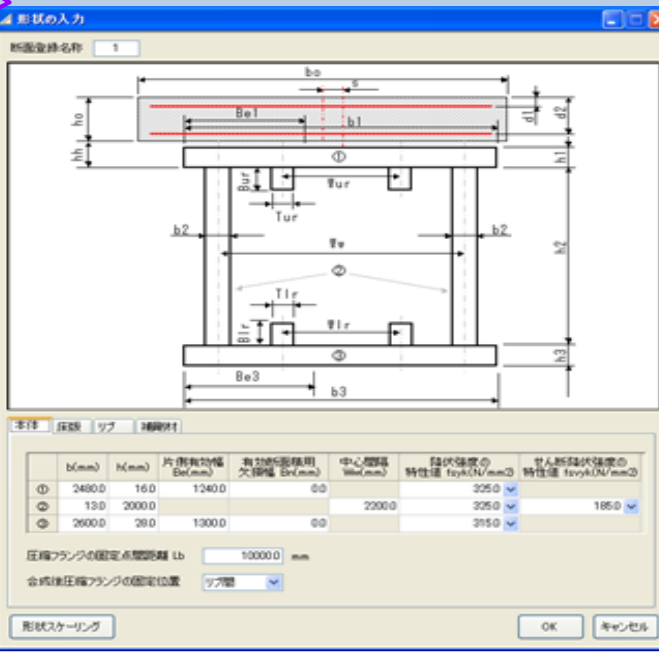 形状の入力
断面登録名称 1
bo
s
ho
Be1
b1
d1
d2
hh
①
h1
Bur
Wur
Tur
b2
b2
Ww
h2
②
Tlr
Blr
Wlr
③
h3
Be3
b3
本体 床版 リブ 補剛材
b(mm) h(mm) 片側有効幅 Be(mm) 有効断面積用 欠損幅 Bn(mm) 中心間隔 Ww(mm) 降伏強度の 特性値 fsyk(N/mm2) せん断降伏強度の 特性値 fsvyk(N/mm2)
① 2480.0 16.0 1240.0 0.0 325.0
② 13.0 2000.0 2200.0 325.0 185.0
③ 2600.0 28.0 1300.0 0.0 315.0
圧縮フランジの固定点間距離 Lb 10000.0 mm
合成後圧縮フランジの固定位置 リブ間
形状スケーリング OK キャンセル